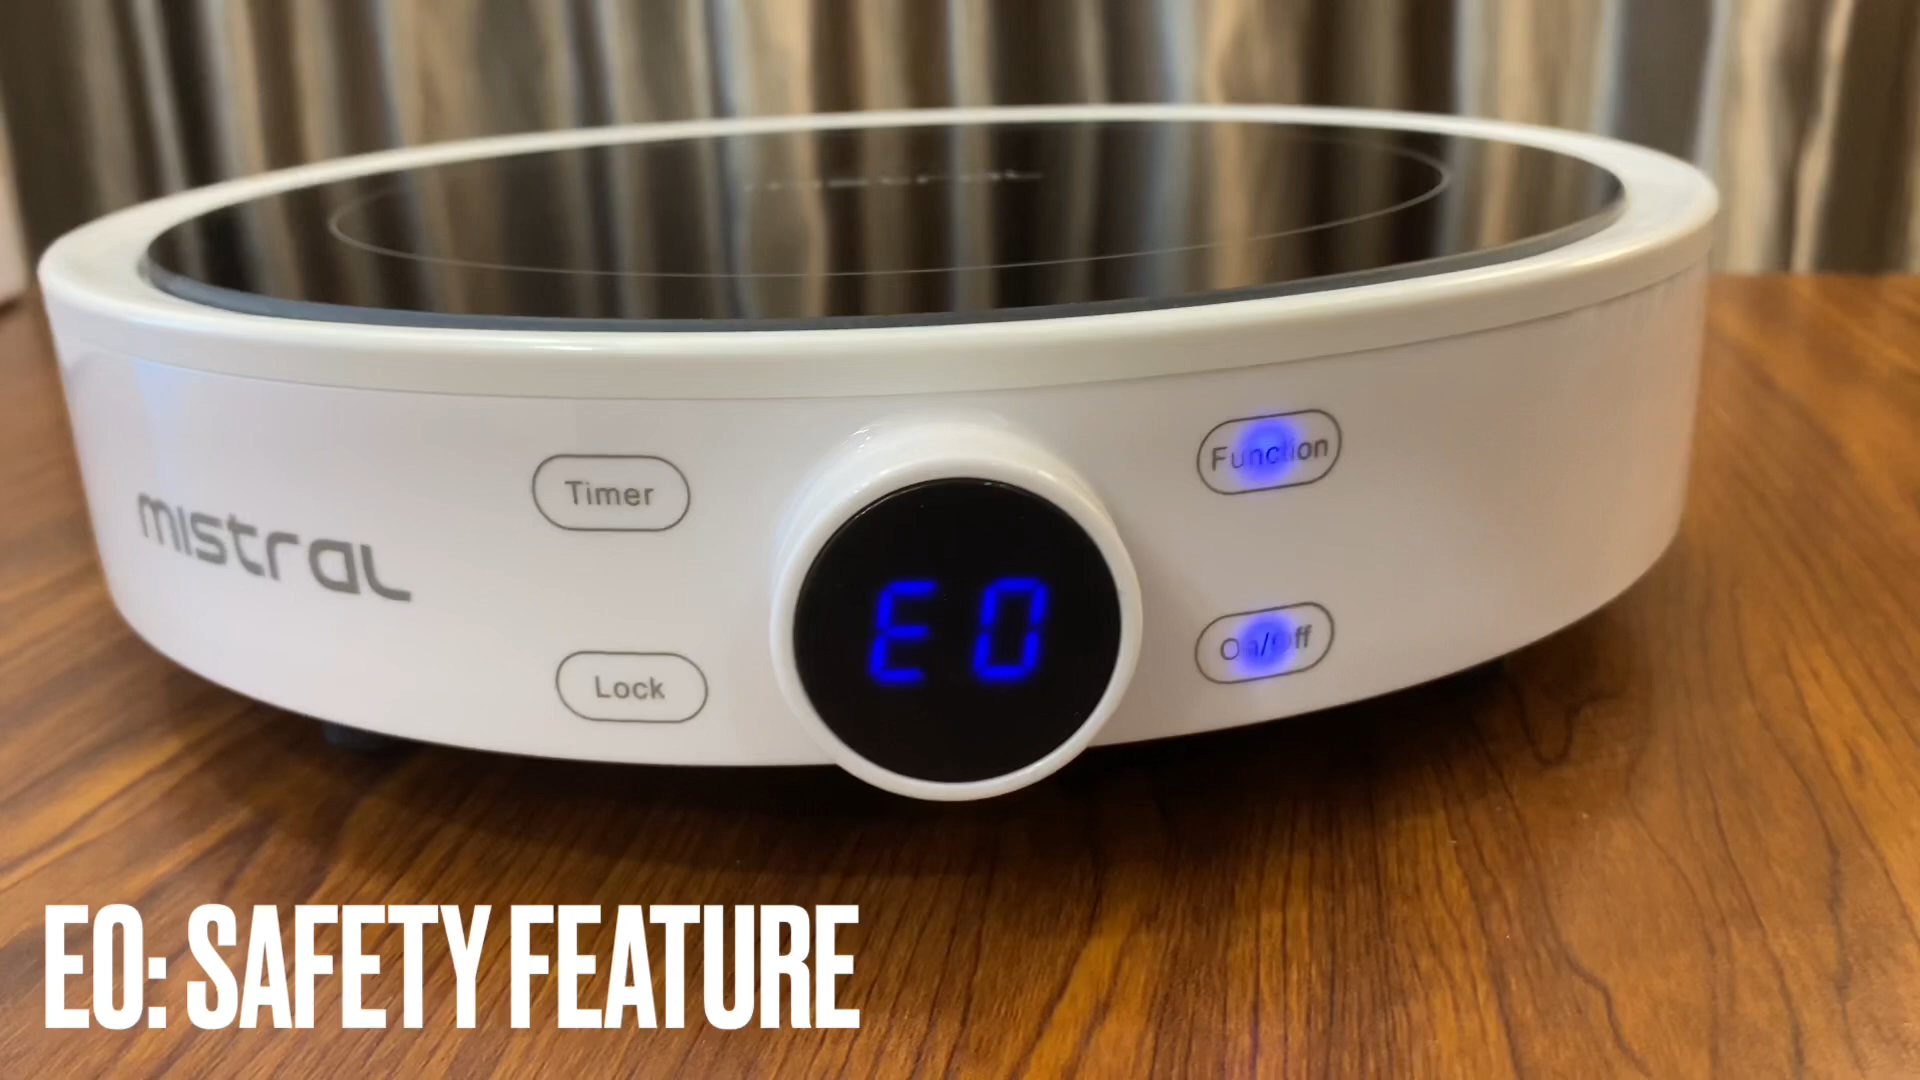 mistral
Timer
Lock
E0
Function
On/Off
E0: SAFETY FEATURE